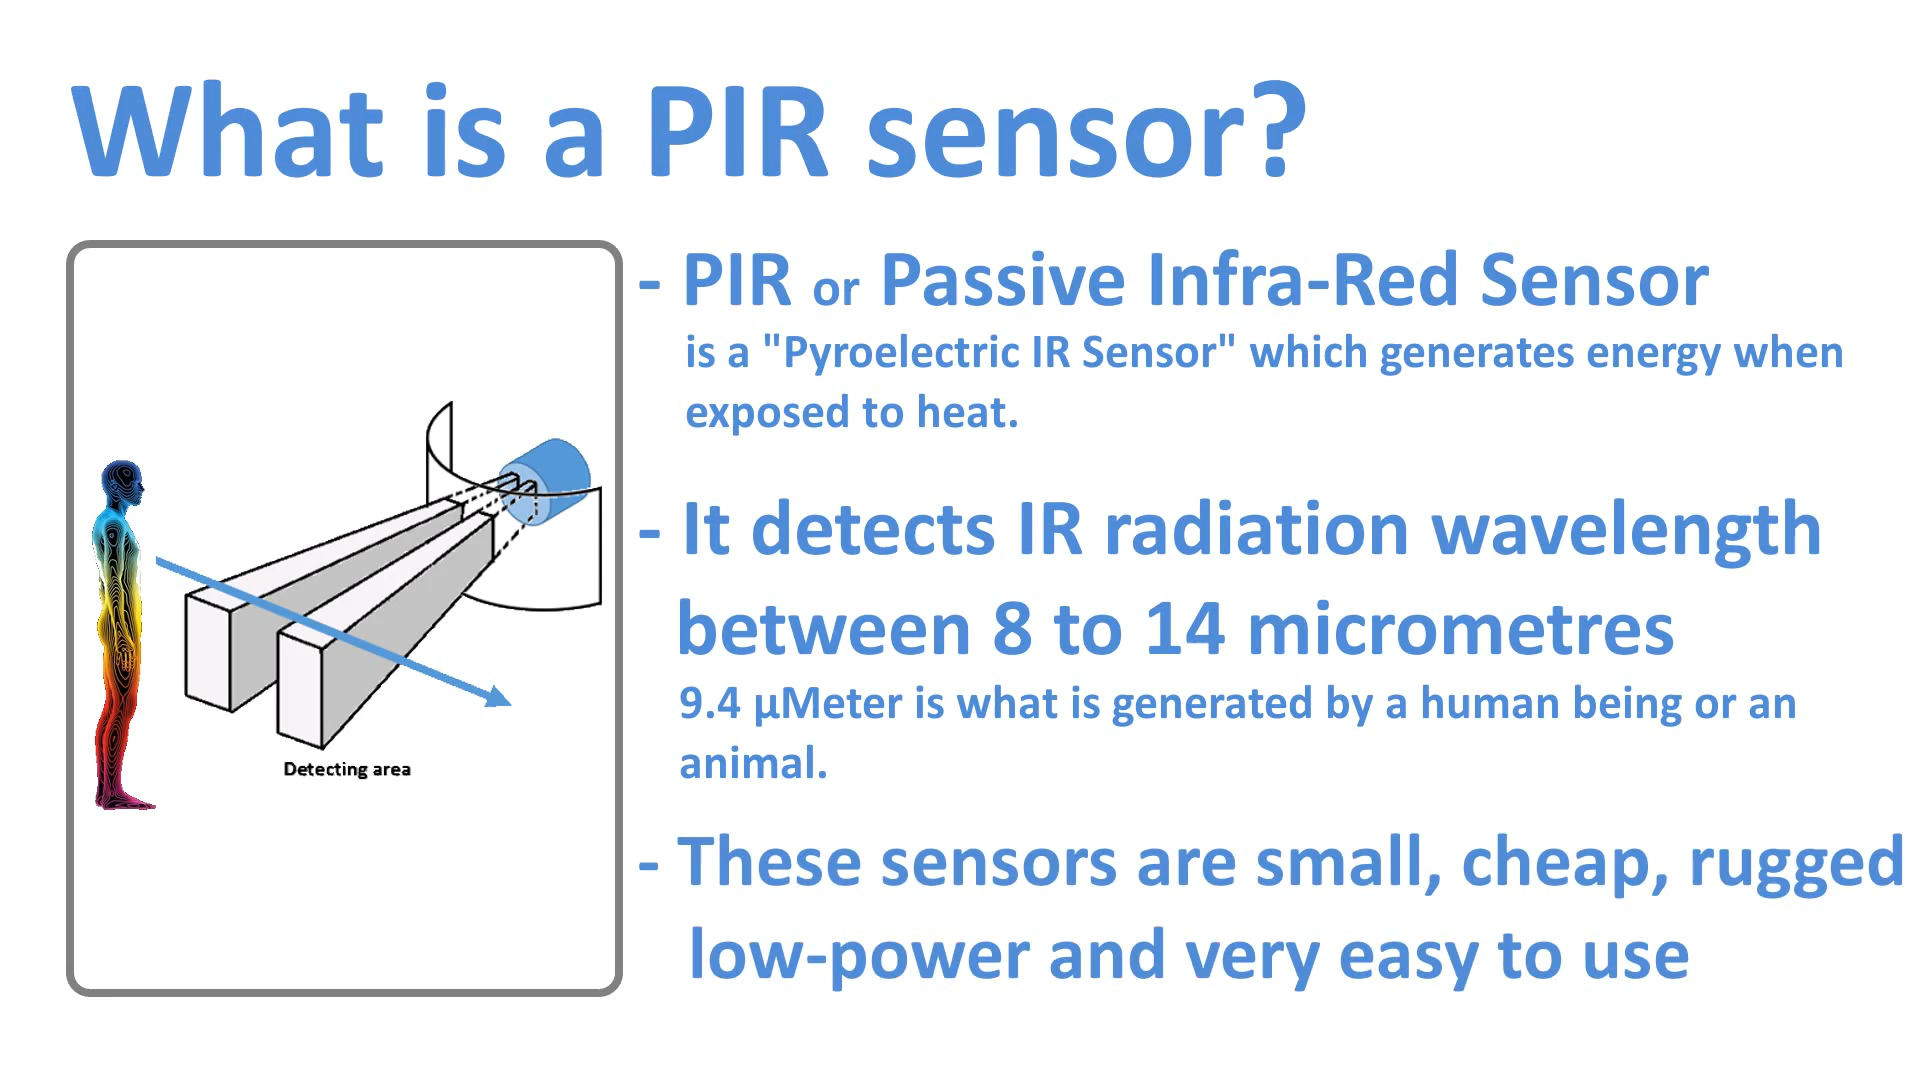 What is a PIR sensor?
- PIR or Passive Infra-Red Sensor
is a "Pyroelectric IR Sensor" which generates energy when
exposed to heat.
- It detects IR radiation wavelength
between 8 to 14 micrometres
9.4 µMeter is what is generated by a human being or an
animal.
- These sensors are small, cheap, rugged
low-power and very easy to use
Detecting area